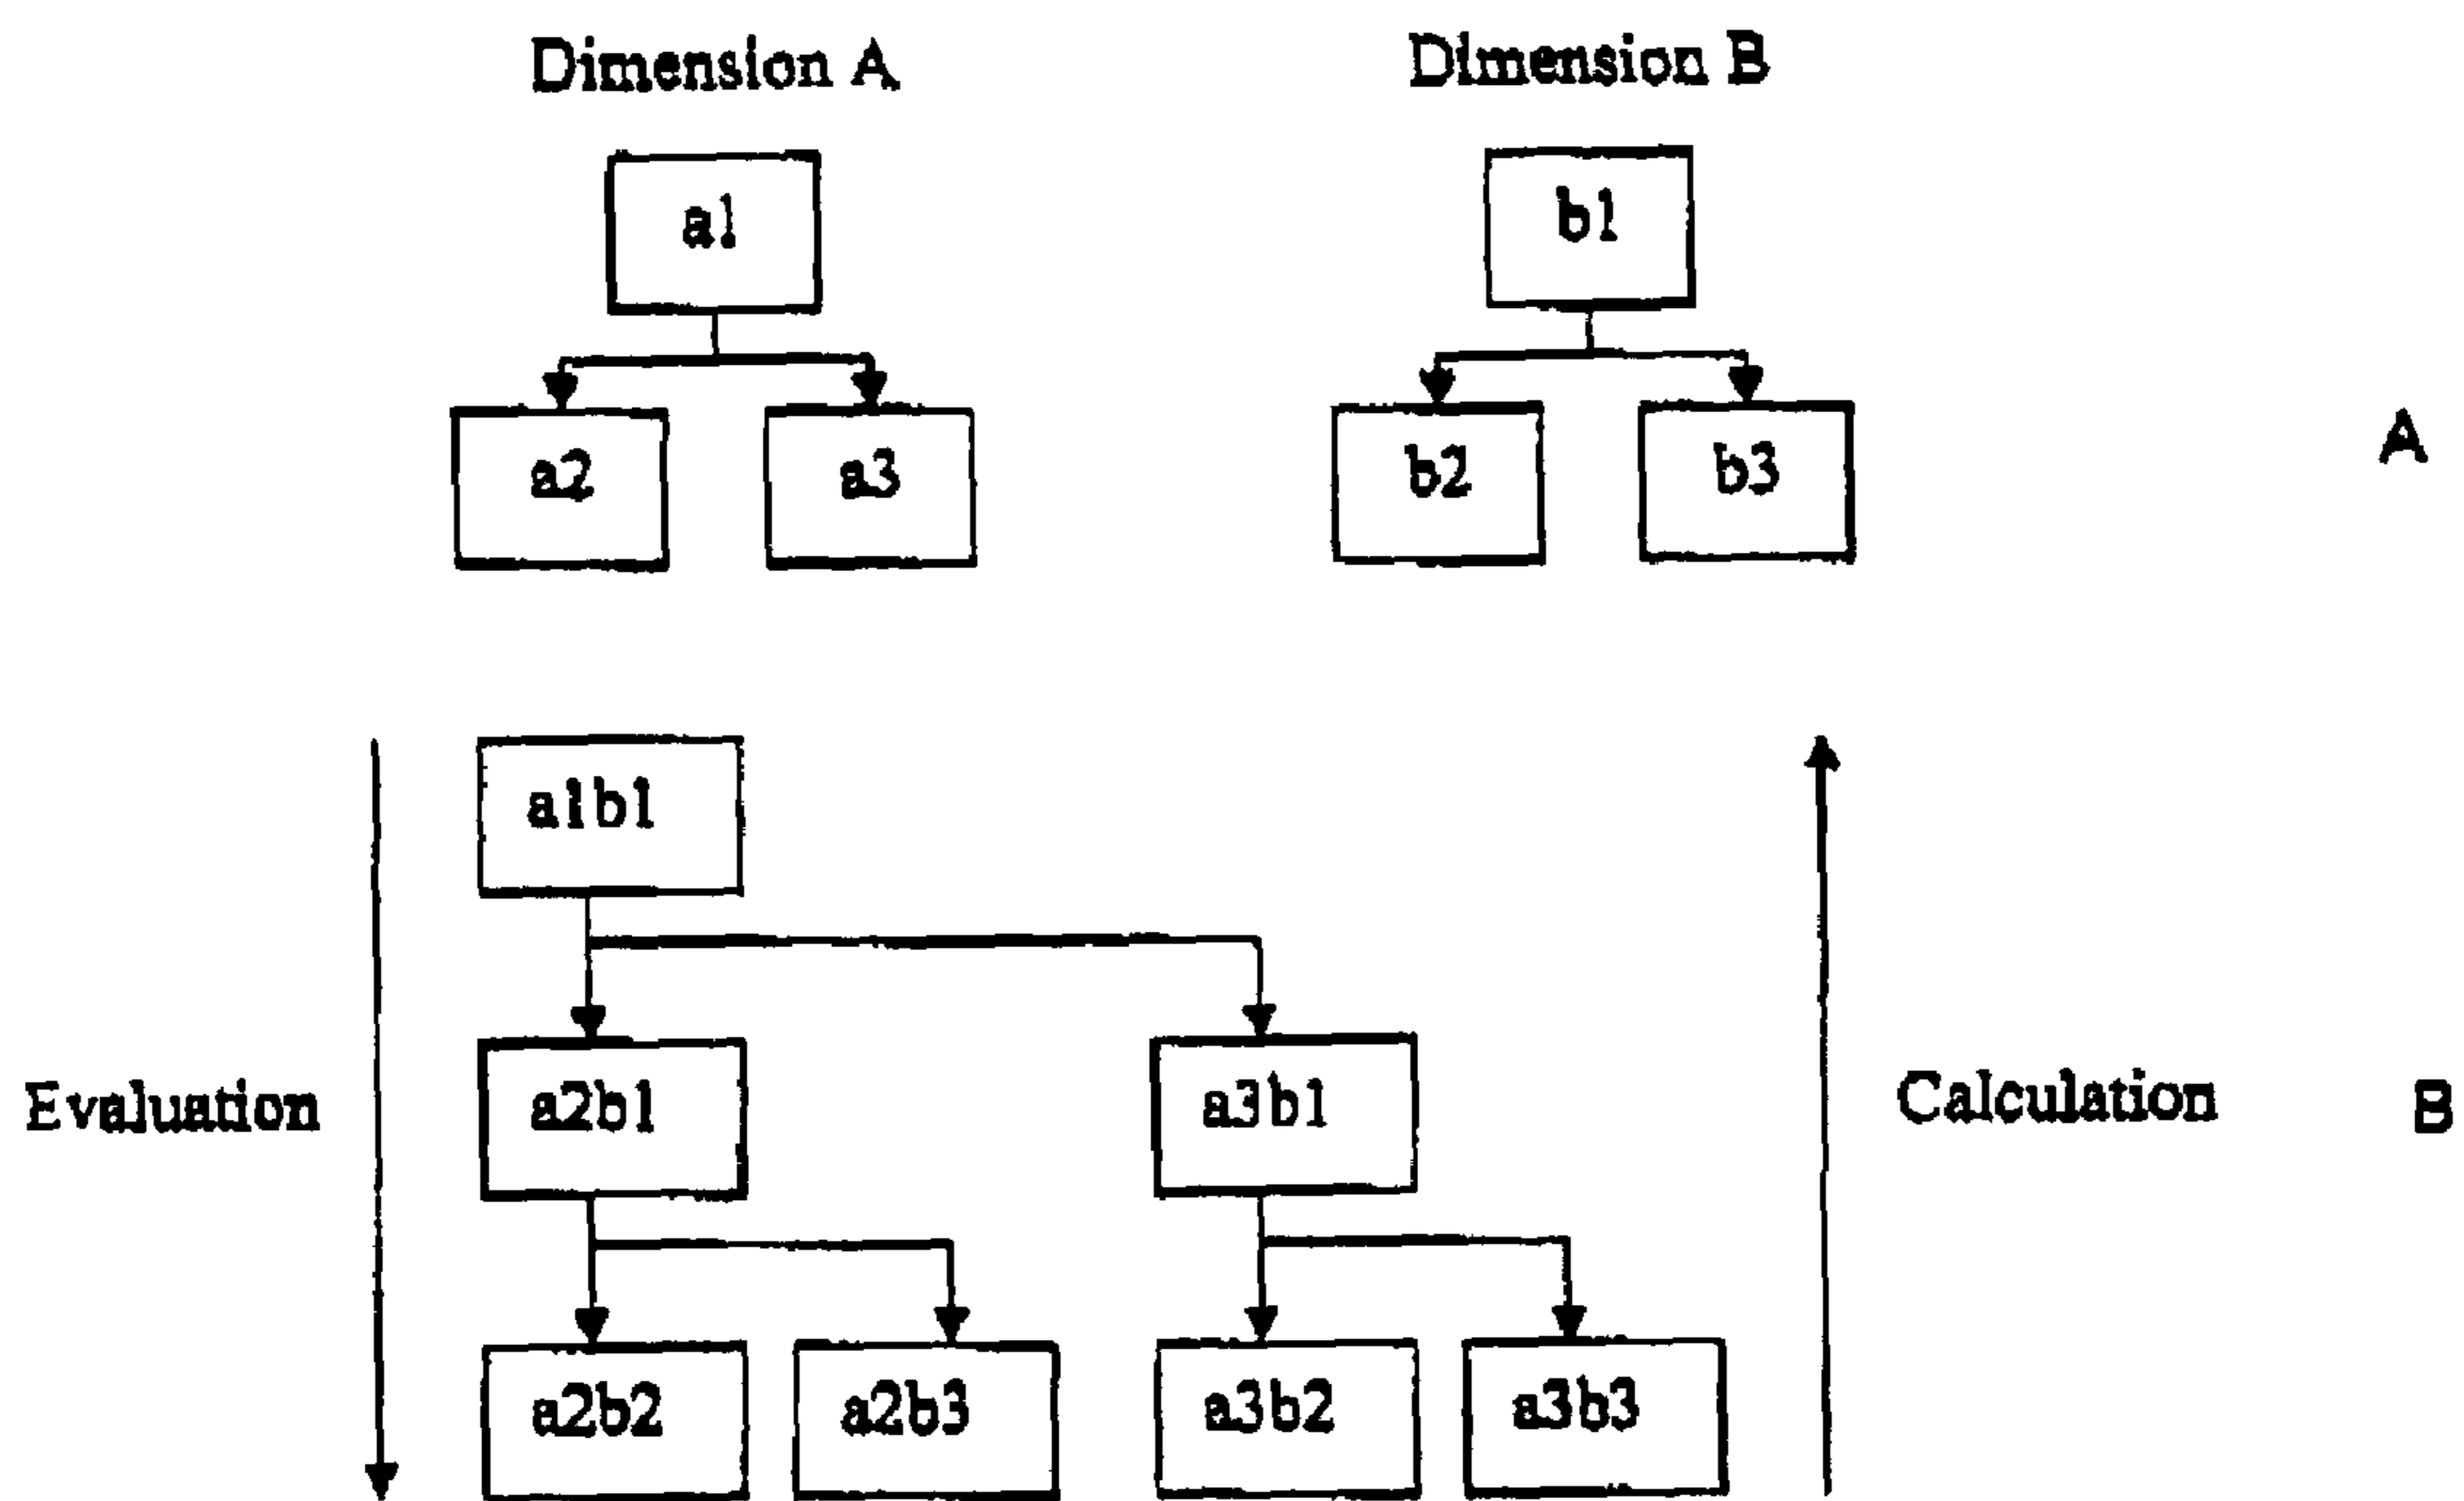 Dimension A
Dimension B
a1
b1
a2
a3
b2
b3
A
a1b1
Evaluation
a2b1
a3b1
Calculation
B
a2b2
a2b3
a3b2
a3b3